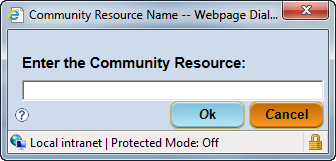 Community Resource Name -- Webpage Dial...
Enter the Community Resource:
Ok
Cancel
Local intranet | Protected Mode: Off